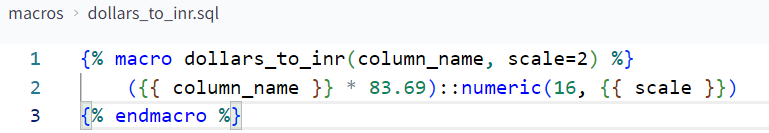 macros > dollars_to_inr.sql
1 {% macro dollars_to_inr(column_name, scale=2) %}
2 ({{ column_name }} * 83.69)::numeric(16, {{ scale }})
3 {% endmacro %}